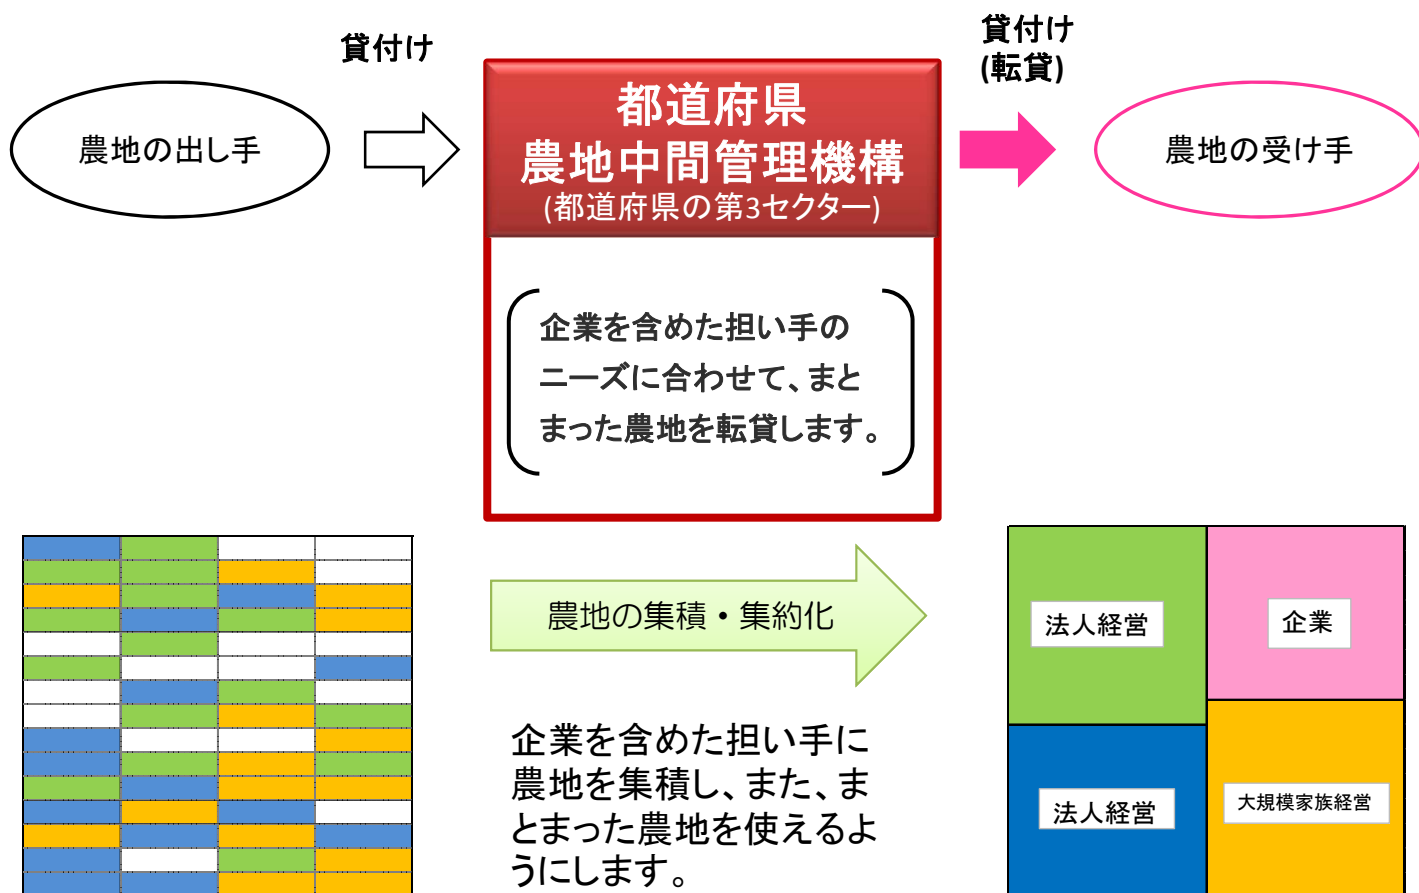 貸付け
貸付け
(転貸)
農地の出し手
都道府県
農地中間管理機構
(都道府県の第3セクター)
農地の受け手
企業を含めた担い手の
ニーズに合わせて、まと
まった農地を転貸します。
農地の集積・集約化
法人経営
企業
企業を含めた担い手に
農地を集積し、また、ま
とまった農地を使えるよ
うにします。
法人経営
大規模家族経営